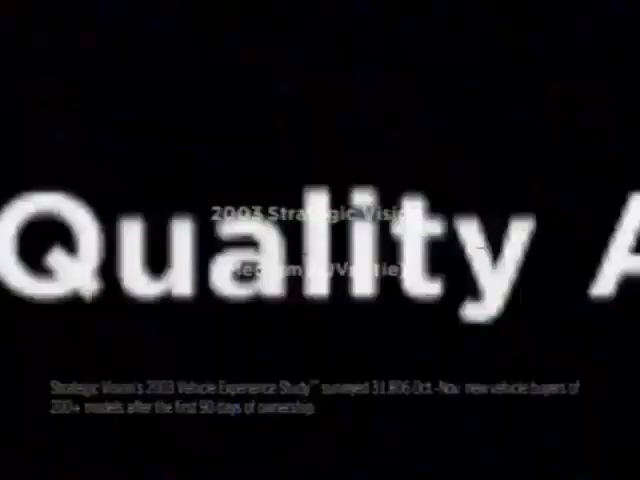 2003 Strategic Vision
Quality A
Strategic Vision's 2003 Vehicle Experience Study™ surveyed 31,806 Oct.-Nov. new vehicle buyers of
200+ models after the first 90 days of ownership.